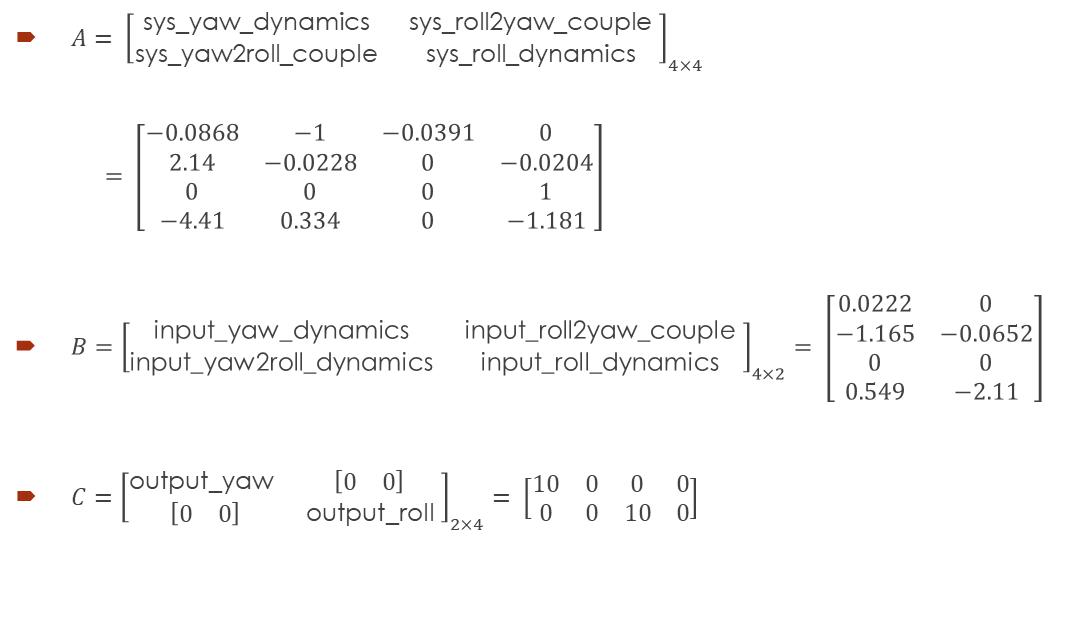 A = [ sys_yaw_dynamics sys_roll2yaw_couple
sys_yaw2roll_couple sys_roll_dynamics ]4×4
= [ −0.0868 −1 −0.0391 0
2.14 −0.0228 0 −0.0204
0 0 0 1
−4.41 0.334 0 −1.181 ]
B = [ input_yaw_dynamics input_roll2yaw_couple
input_yaw2roll_dynamics input_roll_dynamics ]4×2
= [ 0.0222 0
−1.165 −0.0652
0 0
0.549 −2.11 ]
C = [ output_yaw [0 0]
[0 0] output_roll ]2×4
= [ 10 0 0 0
0 0 10 0 ]